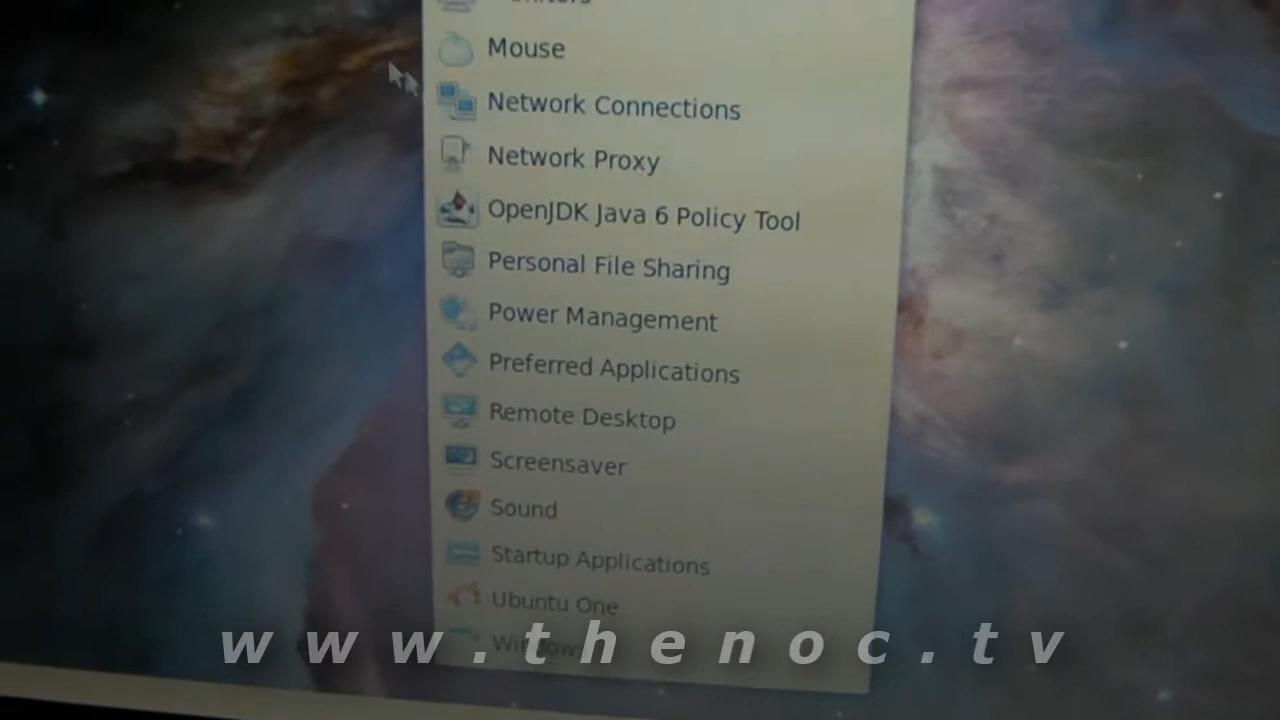 Mouse
Network Connections
Network Proxy
OpenJDK Java 6 Policy Tool
Personal File Sharing
Power Management
Preferred Applications
Remote Desktop
Screensaver
Sound
Startup Applications
Ubuntu One
Windows
www.thenoc.tv